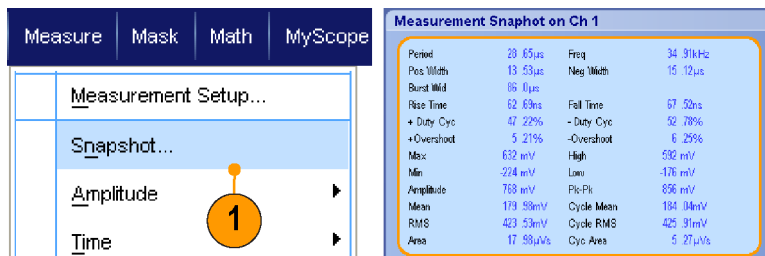 Measure Mask Math MyScope
Measurement Setup...
Snapshot...
Amplitude
1
Time
Measurement Snaphot on Ch 1
Period 28 .65µs Freq 34 .91kHz
Pos Width 13 .53µs Neg Width 15 .12µs
Burst Wid 86 .0µs
Rise Time 62 .69ns Fall Time 67 .52ns
+ Duty Cyc 47 .22% - Duty Cyc 52 .78%
+Overshoot 5 .21% -Overshoot 6 .25%
Max 632 mV High 592 mV
Min -224 mV Low -176 mV
Amplitude 768 mV Pk-Pk 856 mV
Mean 179 .98mV Cycle Mean 184 .04mV
RMS 423 .53mV Cycle RMS 425 .91mV
Area 17 .98µVs Cyc Area 5 .27µVs